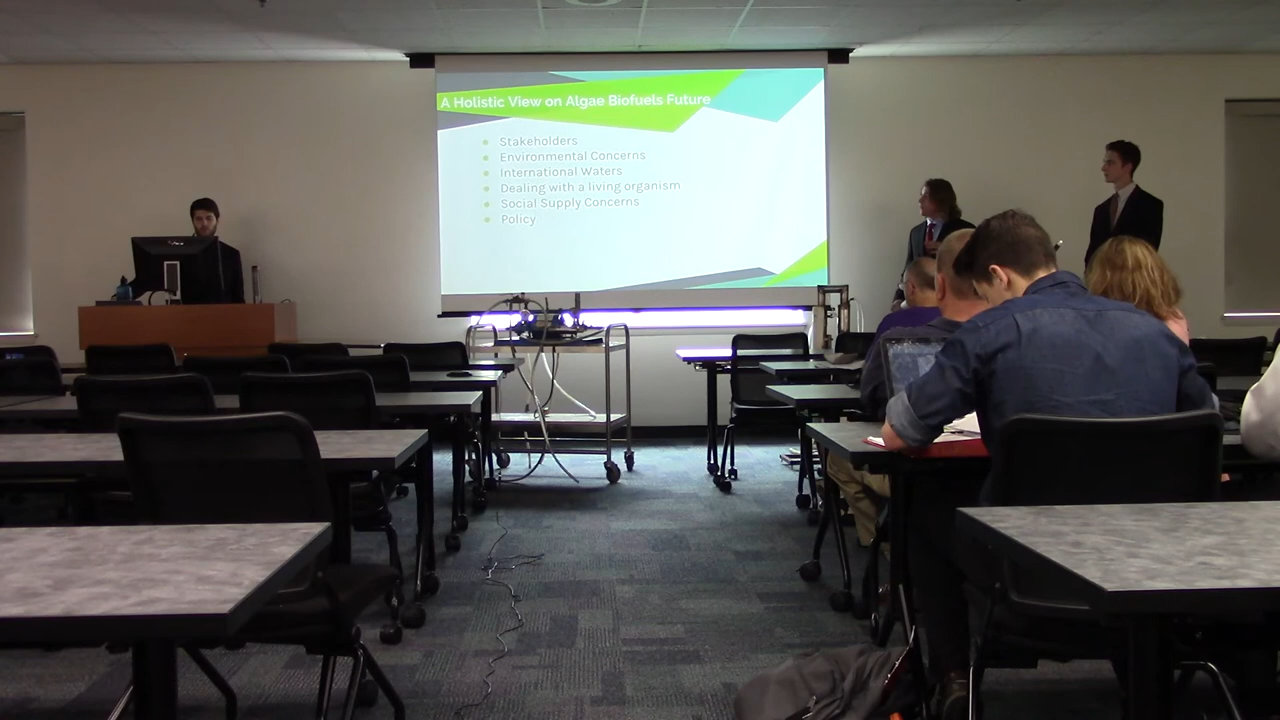 A Holistic View on Algae Biofuels Future
Stakeholders
Environmental Concerns
International Waters
Dealing with a living organism
Social Supply Concerns
Policy